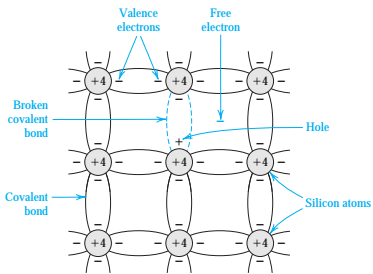 Valence
electrons
Free
electron
+4 +4 +4
Broken
covalent
bond
Hole
+
+4 +4 +4
Covalent
bond
Silicon atoms
+4 +4 +4